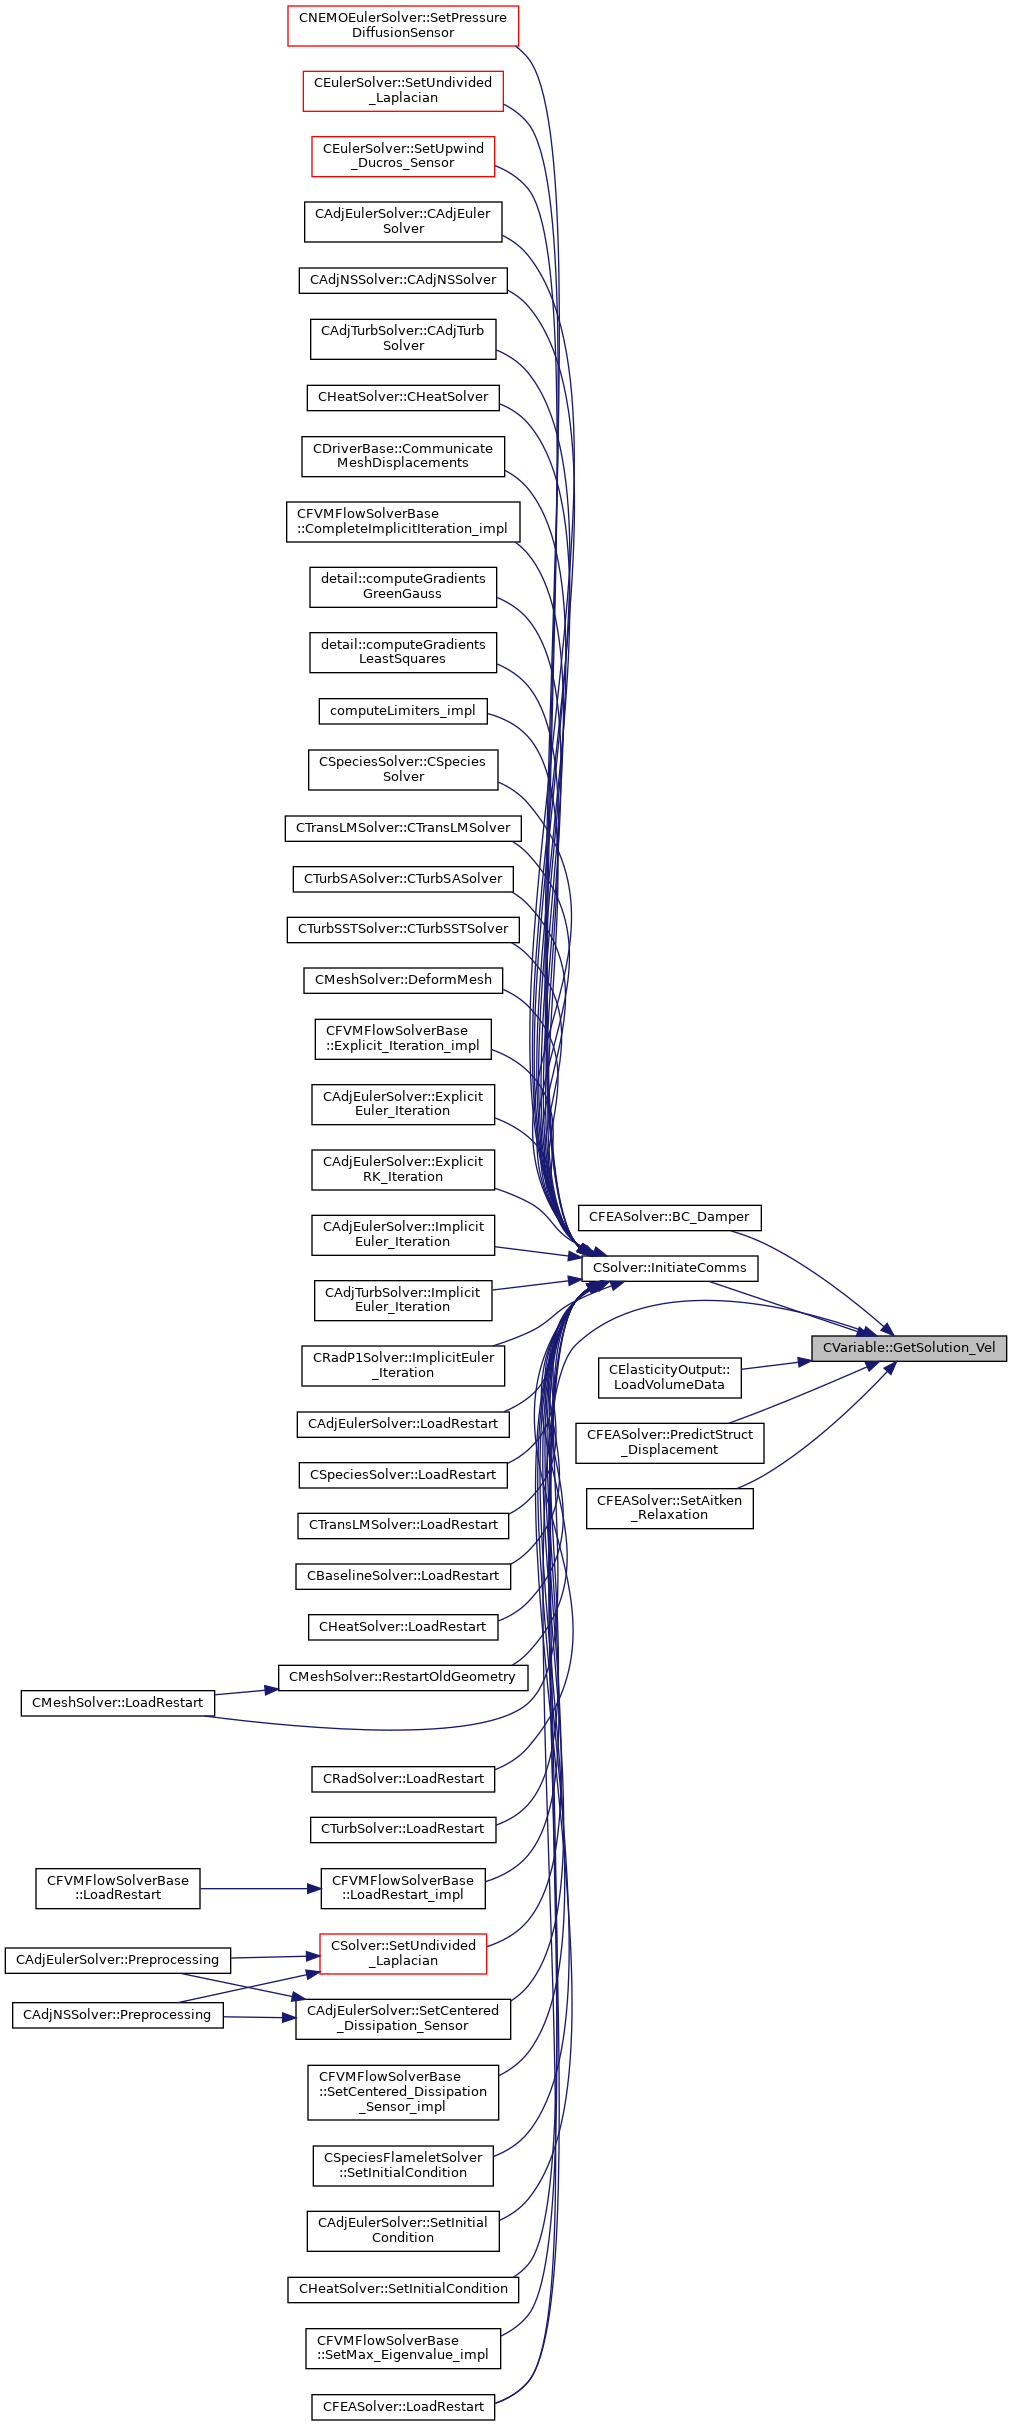 CNEMOEulerSolver::SetPressure
DiffusionSensor
CEulerSolver::SetUndivided
_Laplacian
CEulerSolver::SetUpwind
_Ducros_Sensor
CAdjEulerSolver::CAdjEuler
Solver
CAdjNSSolver::CAdjNSSolver
CAdjTurbSolver::CAdjTurb
Solver
CHeatSolver::CHeatSolver
CDriverBase::Communicate
MeshDisplacements
CFVMFlowSolverBase
::CompleteImplicitIteration_impl
detail::computeGradients
GreenGauss
detail::computeGradients
LeastSquares
computeLimiters_impl
CSpeciesSolver::CSpecies
Solver
CTransLMSolver::CTransLMSolver
CTurbSASolver::CTurbSASolver
CTurbSSTSolver::CTurbSSTSolver
CMeshSolver::DeformMesh
CFVMFlowSolverBase
::Explicit_Iteration_impl
CAdjEulerSolver::Explicit
Euler_Iteration
CAdjEulerSolver::Explicit
RK_Iteration
CAdjEulerSolver::Implicit
Euler_Iteration
CAdjTurbSolver::Implicit
Euler_Iteration
CRadP1Solver::ImplicitEuler
_Iteration
CAdjEulerSolver::LoadRestart
CSpeciesSolver::LoadRestart
CTransLMSolver::LoadRestart
CBaselineSolver::LoadRestart
CHeatSolver::LoadRestart
CMeshSolver::RestartOldGeometry
CMeshSolver::LoadRestart
CRadSolver::LoadRestart
CTurbSolver::LoadRestart
CFVMFlowSolverBase
::LoadRestart_impl
CFVMFlowSolverBase
::LoadRestart
CSolver::SetUndivided
_Laplacian
CAdjEulerSolver::Preprocessing
CAdjNSSolver::Preprocessing
CAdjEulerSolver::SetCentered
_Dissipation_Sensor
CFVMFlowSolverBase
::SetCentered_Dissipation
_Sensor_impl
CSpeciesFlameletSolver
::SetInitialCondition
CAdjEulerSolver::SetInitial
Condition
CHeatSolver::SetInitialCondition
CFVMFlowSolverBase
::SetMax_Eigenvalue_impl
CFEASolver::LoadRestart
CFEASolver::BC_Damper
CSolver::InitiateComms
CElasticityOutput::
LoadVolumeData
CFEASolver::PredictStruct
_Displacement
CFEASolver::SetAitken
_Relaxation
CVariable::GetSolution_Vel